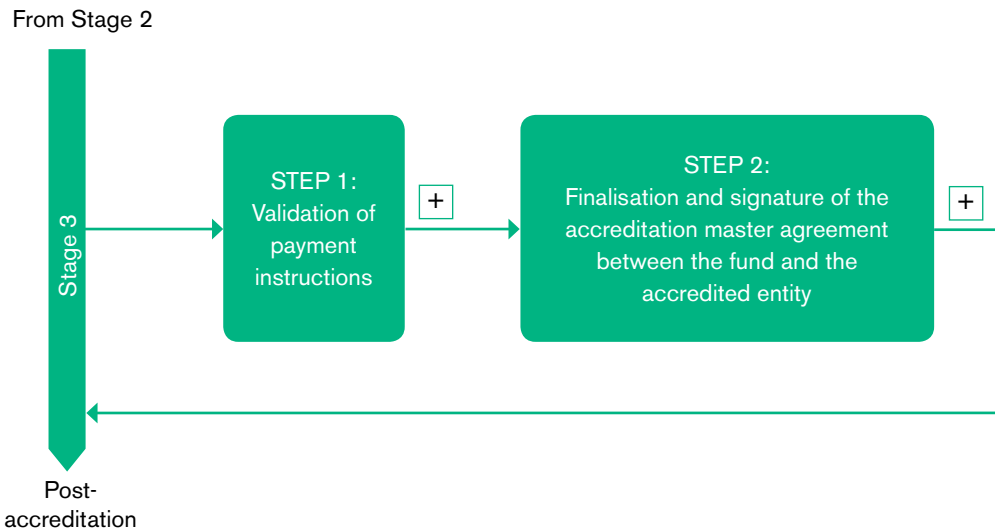 From Stage 2
Stage 3
STEP 1:
Validation of
payment
instructions
+
STEP 2:
Finalisation and signature of the
accreditation master agreement
between the fund and the
accredited entity
+
Post-
accreditation